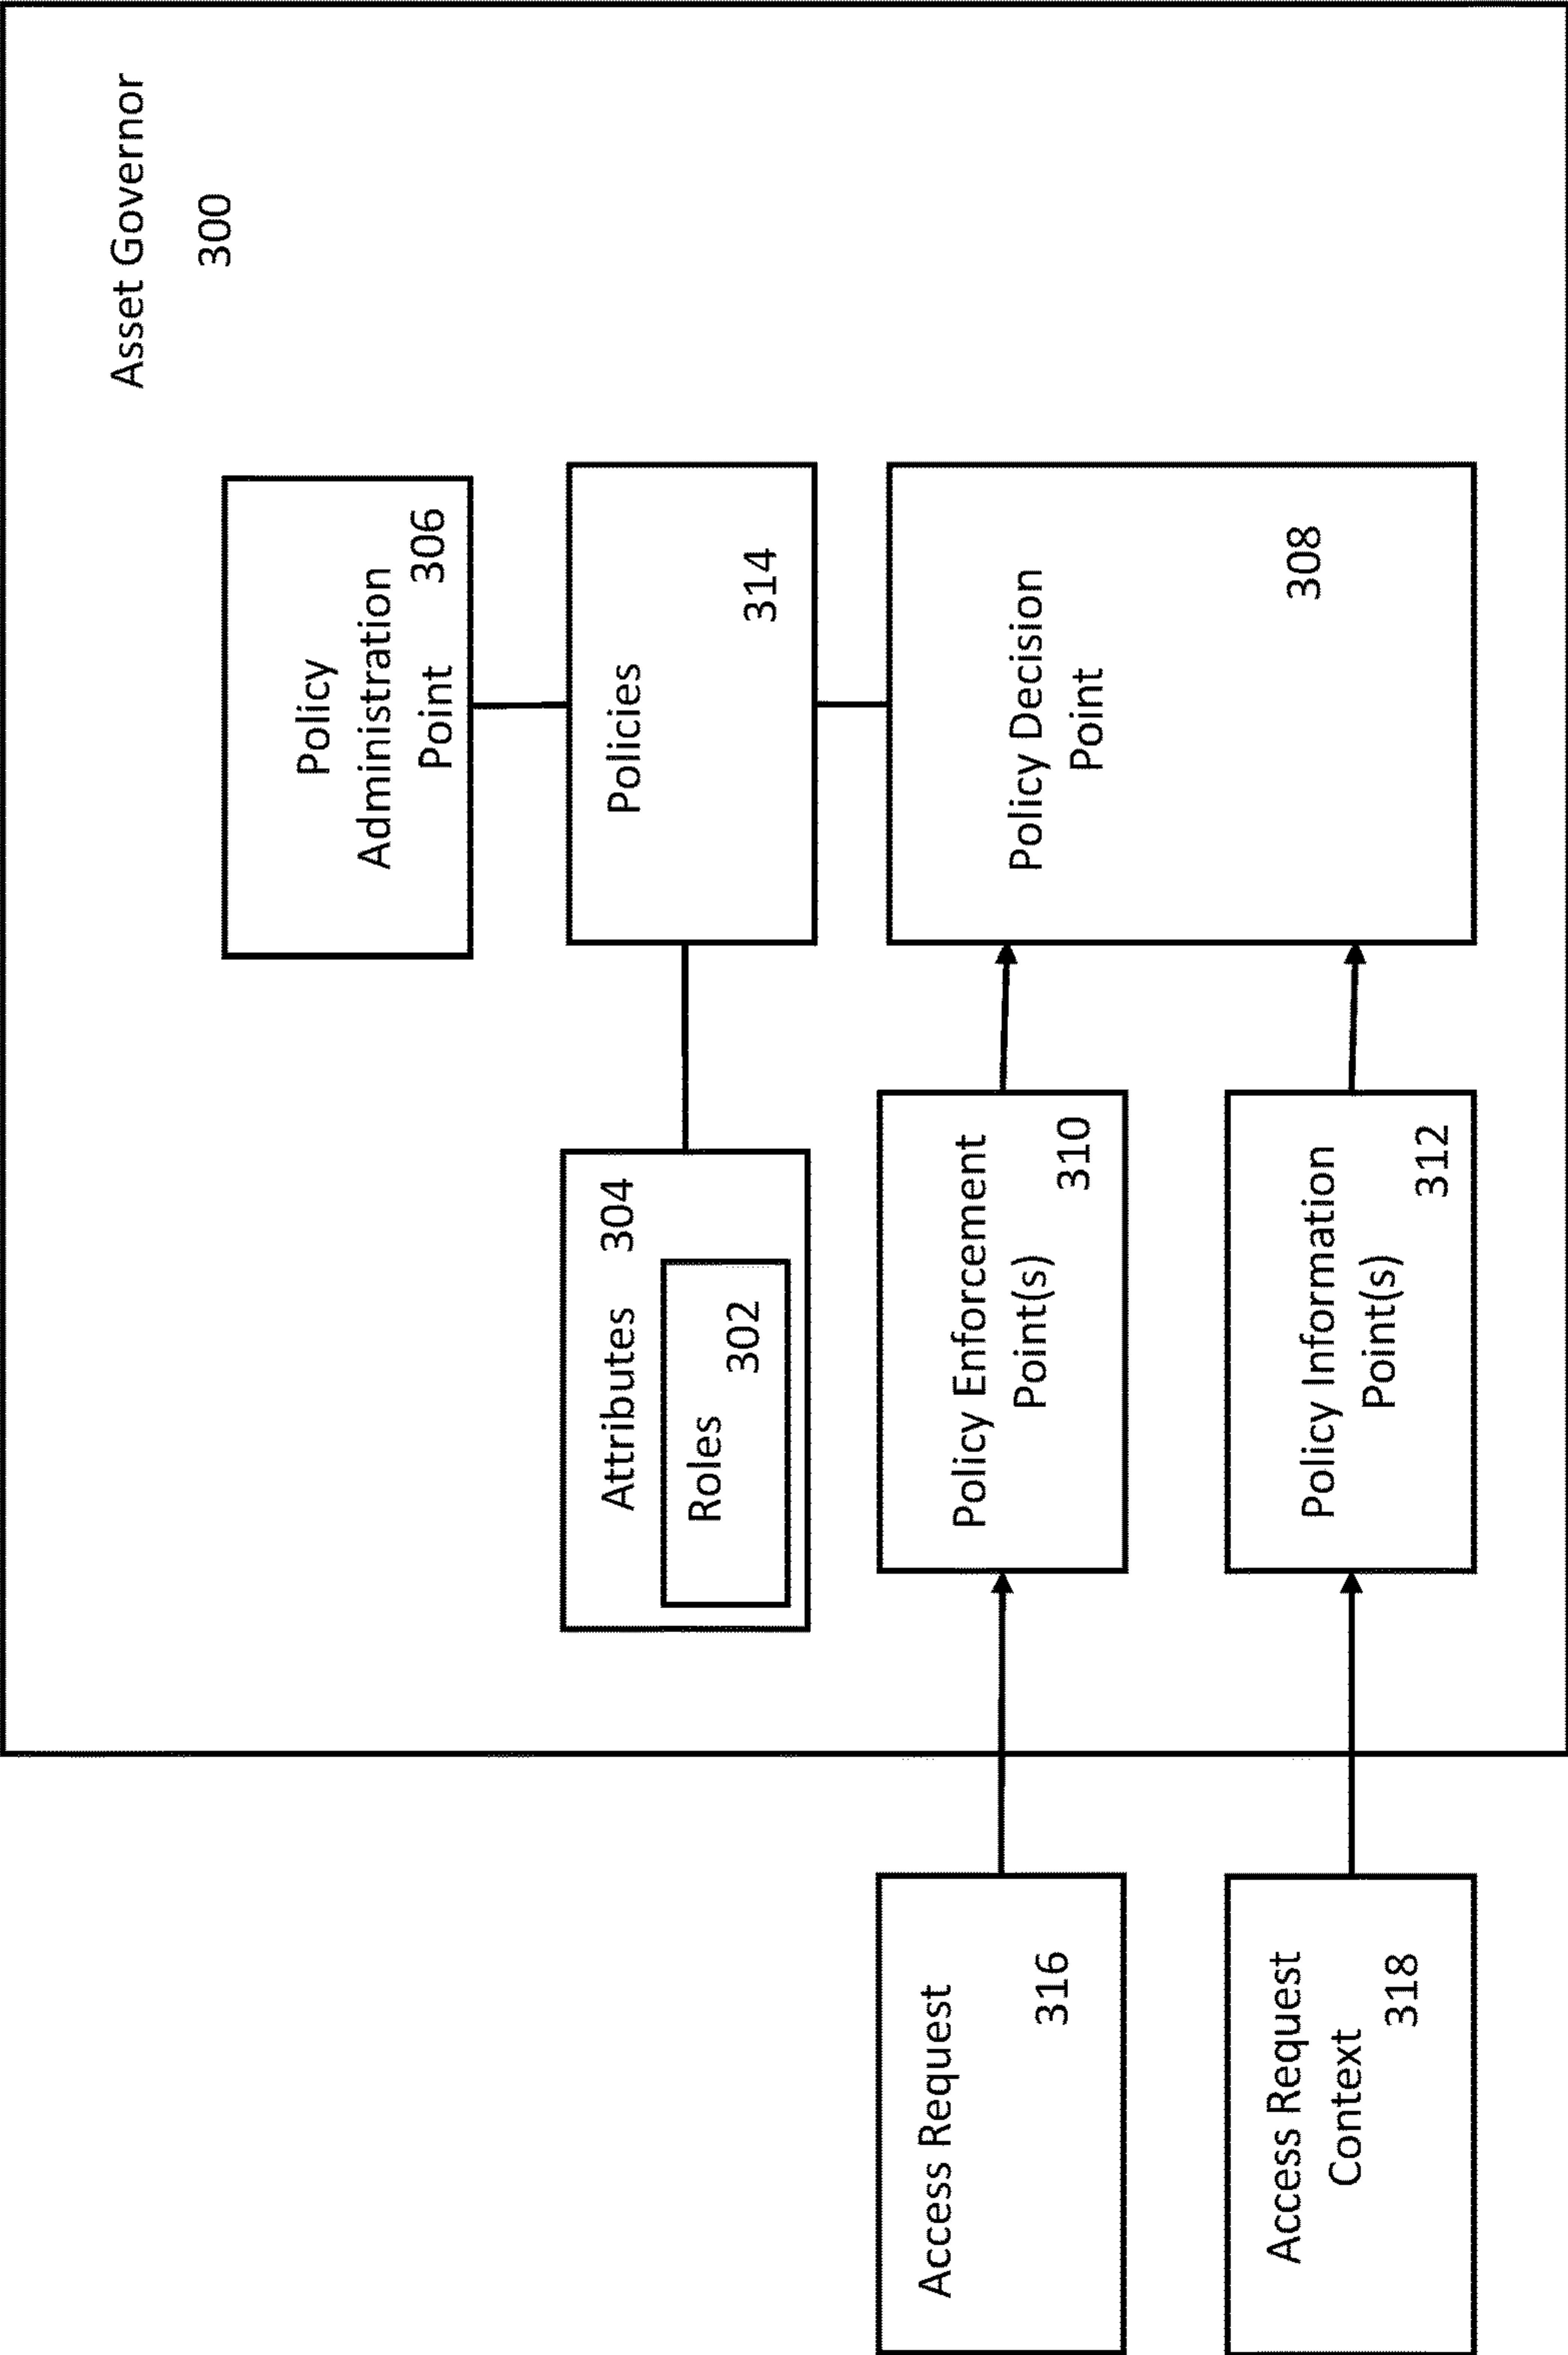 Asset Governor
300
Policy
Administration
Point 306
Attributes 304
Roles
302
Policies
314
Access Request
316
Policy Enforcement
Point(s)
310
Policy Decision
Point
308
Access Request
Context
318
Policy Information
Point(s)
312